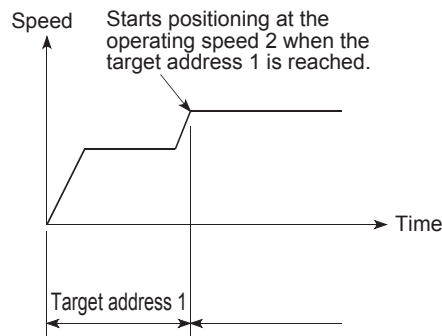 Speed
Starts positioning at the
operating speed 2 when the
target address 1 is reached.
Time
Target address 1